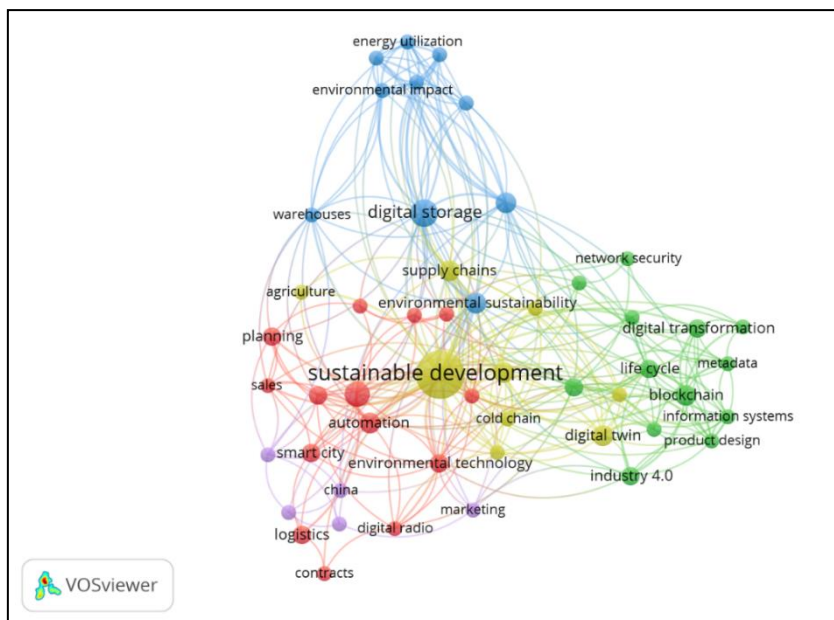 energy utilization
environmental impact
warehouses
digital storage
network security
supply chains
agriculture
environmental sustainability
digital transformation
planning
life cycle
metadata
sustainable development
sales
blockchain
cold chain
information systems
automation
digital twin
product design
smart city
environmental technology
industry 4.0
china
marketing
logistics
digital radio
contracts
VOSviewer